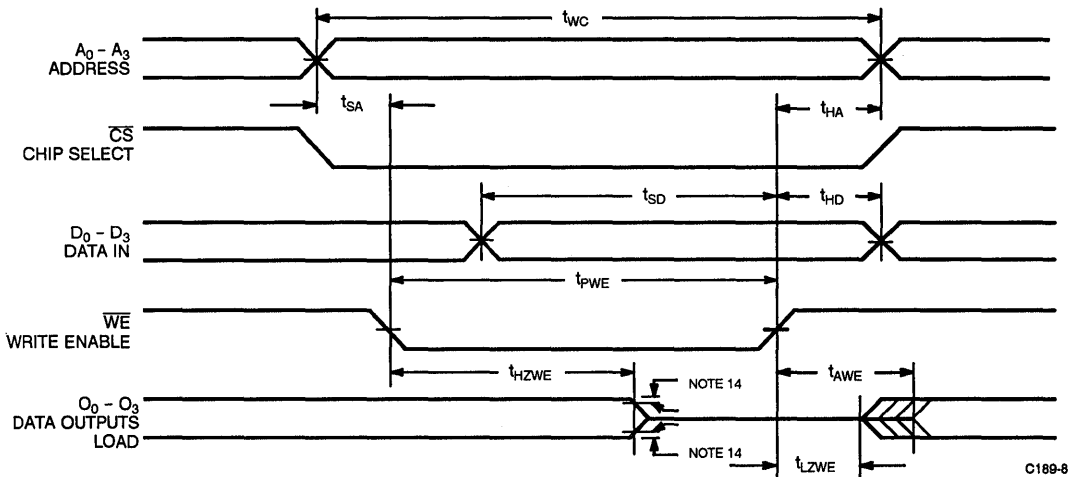 tWC
A0 – A3
ADDRESS
tSA
tHA
CS
CHIP SELECT
tSD
tHD
D0 – D3
DATA IN
tPWE
WE
WRITE ENABLE
tHZWE
NOTE 14
tAWE
O0 – O3
DATA OUTPUTS
LOAD
NOTE 14
tLZWE
C189-8